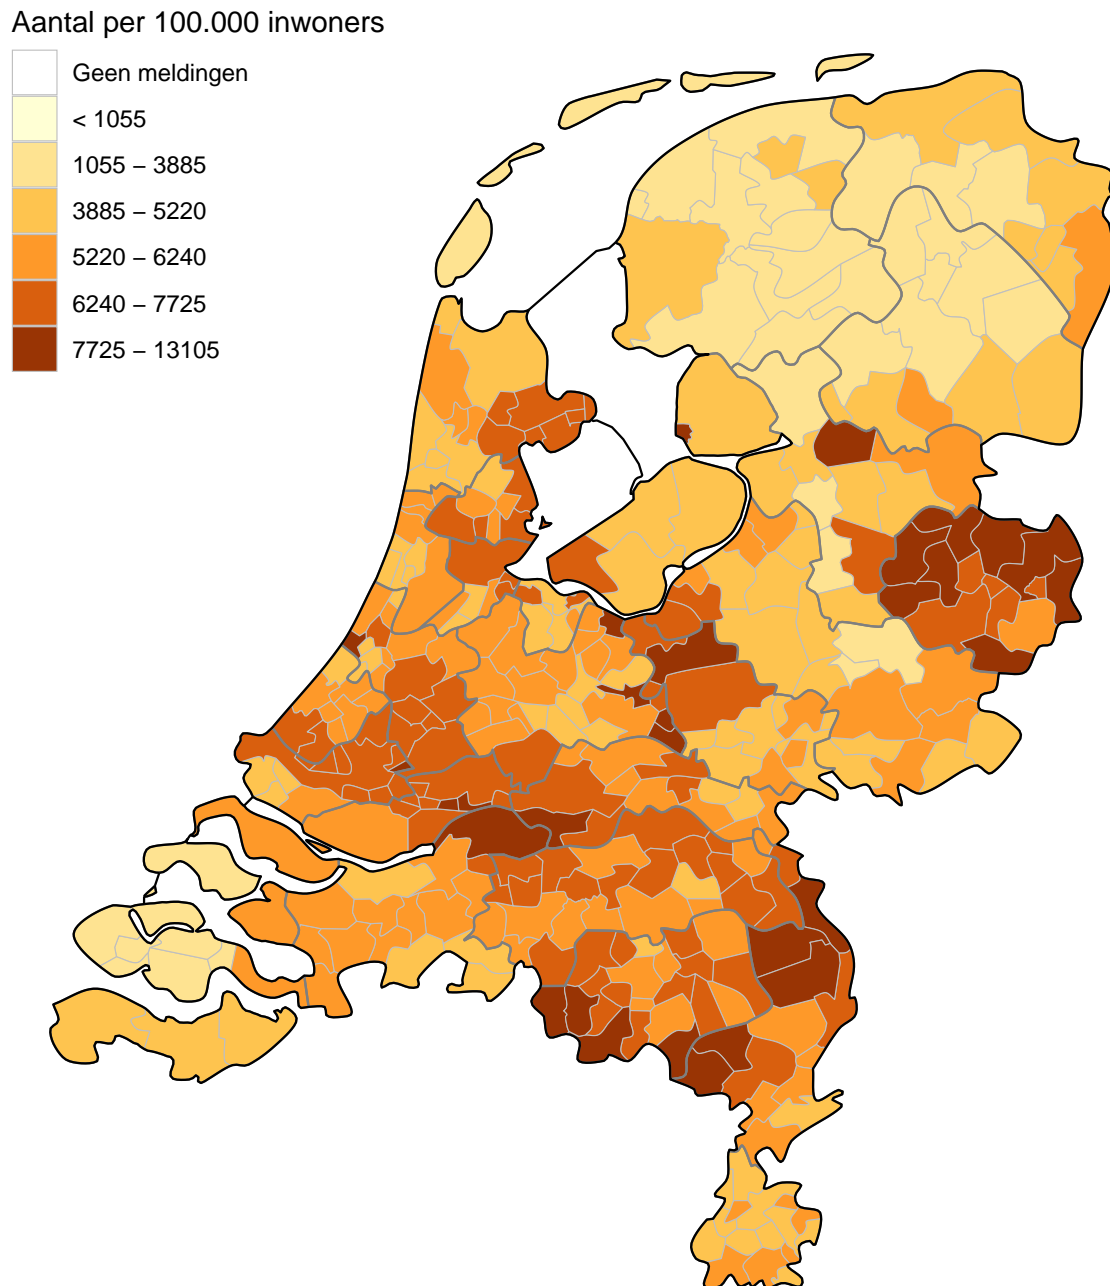 Aantal per 100.000 inwoners
Geen meldingen
< 1055
1055 – 3885
3885 – 5220
5220 – 6240
6240 – 7725
7725 – 13105